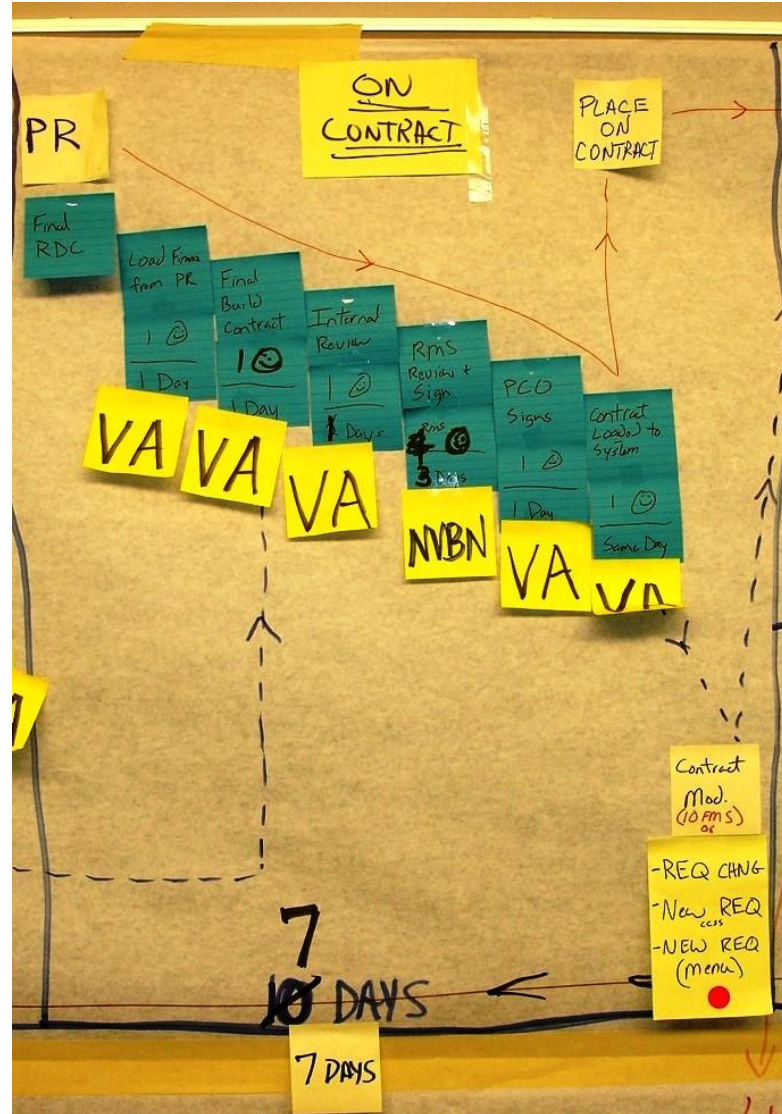 ON
CONTRACT
PR
PLACE
ON
CONTRACT
Final
RDC
Load
from PR
1
1 Day
VA
Final
Build
Contract
1
1 Day
VA
Internal
Review
1
Days
VA
RMS
Review +
Sign
RMS
3
Days
NVBN
PCO
Signs
1
1 Day
VA
Contract
Loaded to
System
1
Same Day
VA
Contract
Mod.
(10 FMS)
06
-REQ CHNG
-New REQ
ccss
-NEW REQ
(menu)
7
10 DAYS
7 DAYS